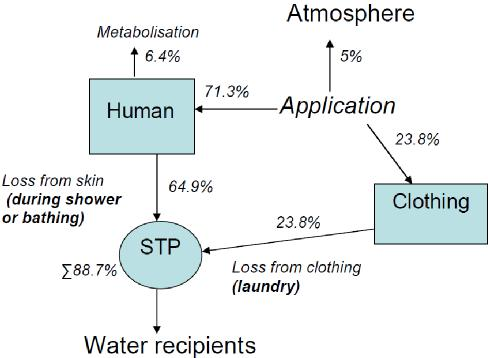 Atmosphere
Metabolisation
6.4%
5%
71.3%
Application
Human
23.8%
Loss from skin
(during shower
or bathing)
64.9%
Clothing
23.8%
STP
∑88.7%
Loss from clothing
(laundry)
Water recipients